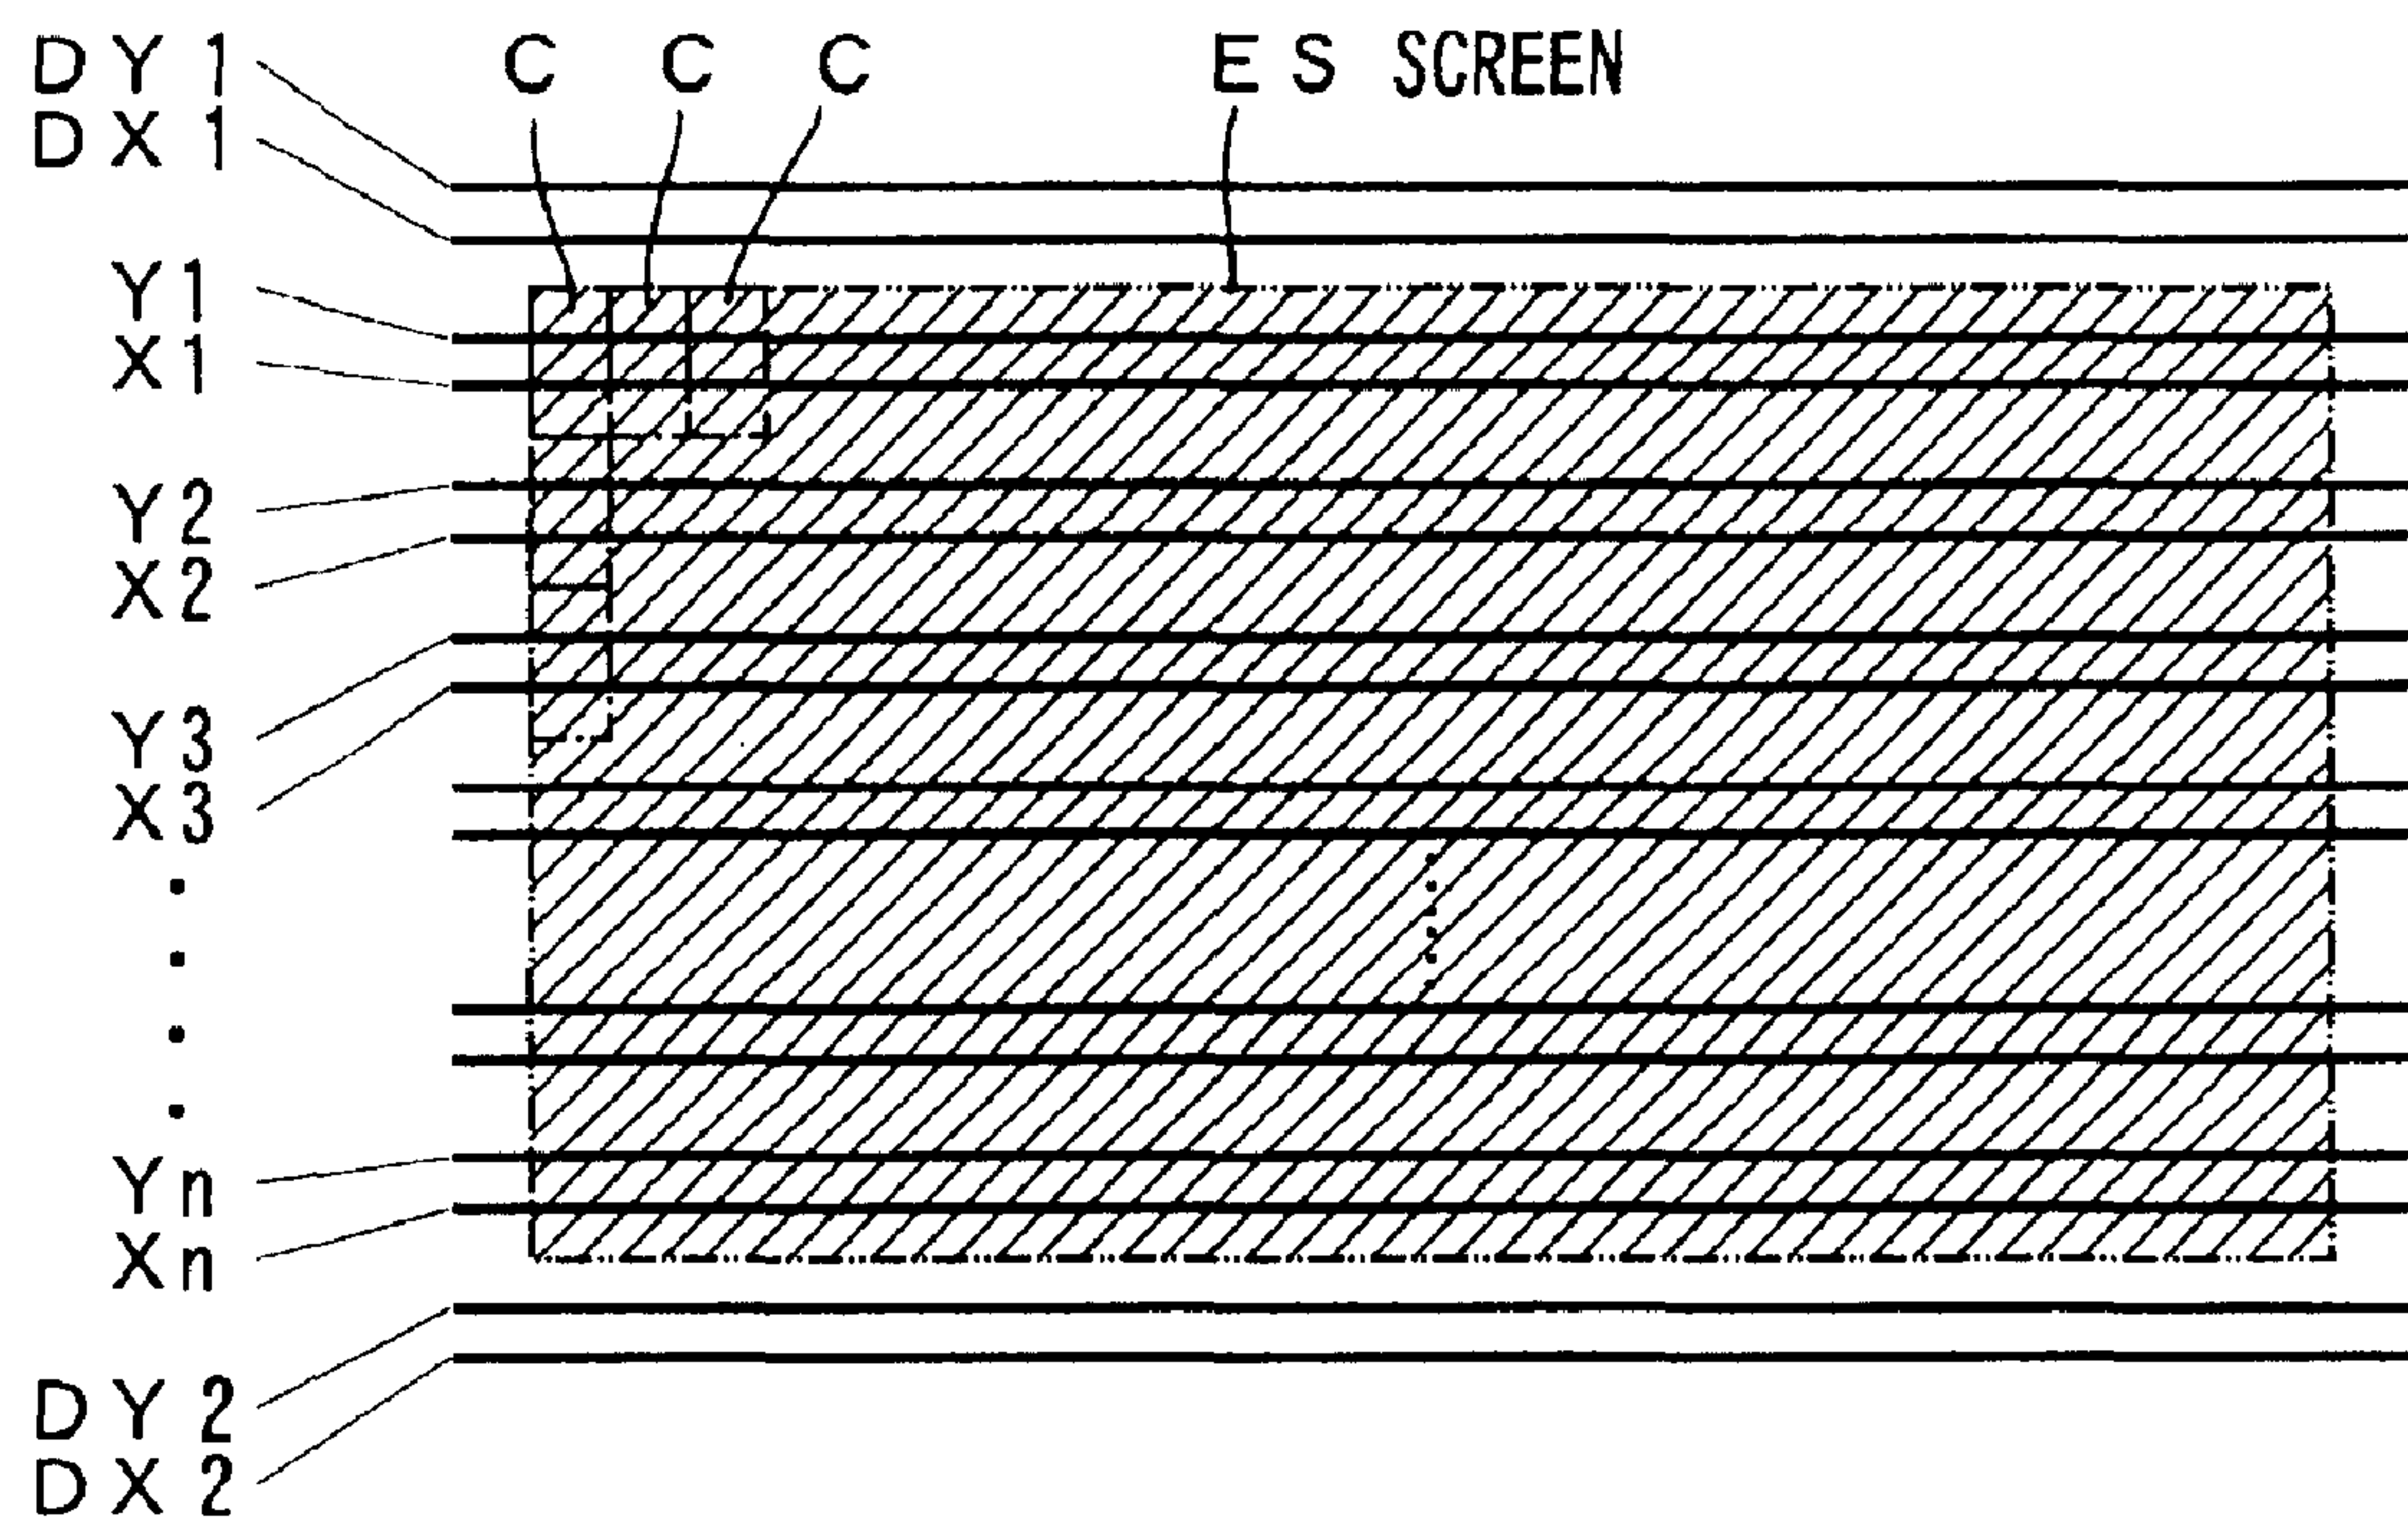 DY1 C C C ES SCREEN
DX1
Y1
X1
Y2
X2
Y3
X3
Yn
Xn
DY2
DX2